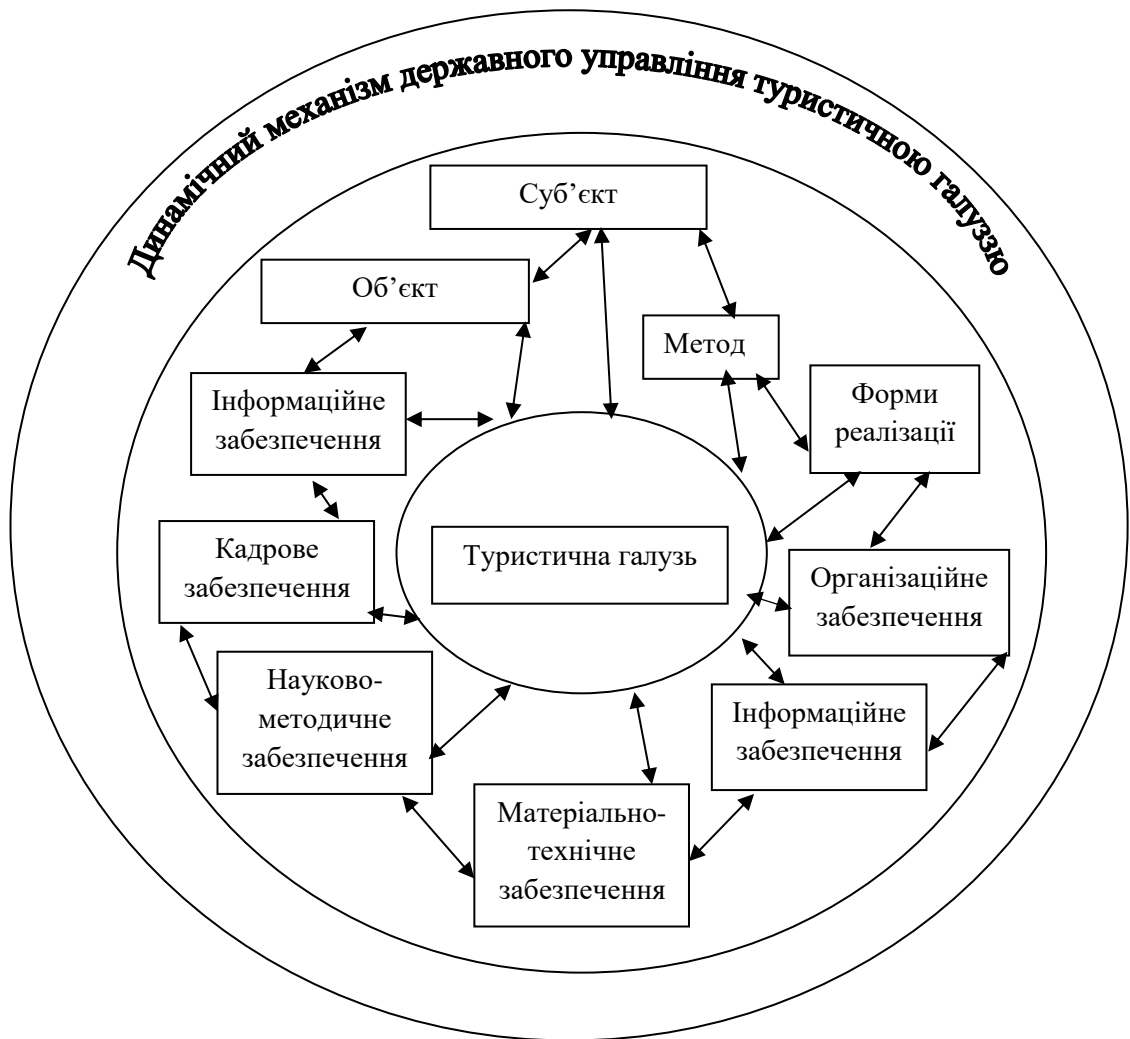 Динамічний механізм державного управління туристичною галуззю
Суб’єкт
Об’єкт
Метод
Інформаційне
забезпечення
Форми
реалізації
Кадрове
забезпечення
Туристична галузь
Організаційне
забезпечення
Науково-
методичне
забезпечення
Інформаційне
забезпечення
Матеріально-
технічне
забезпечення